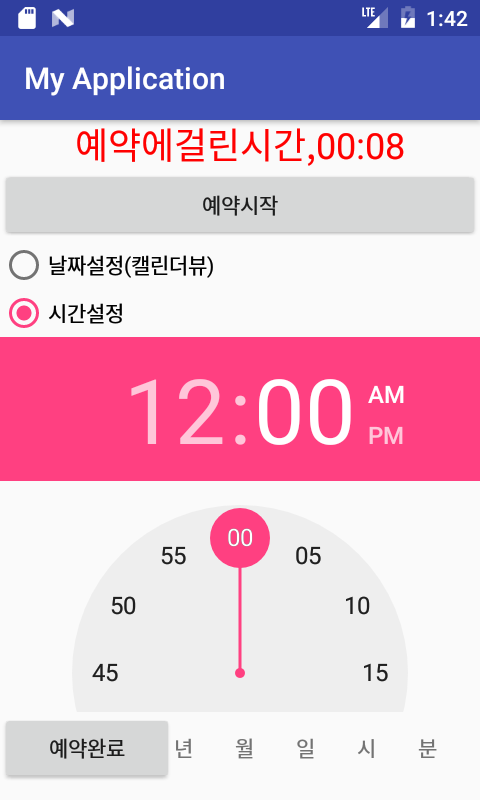 LTE 1:42
My Application
예약에걸린시간,00:08
예약시작
날짜설정(캘린더뷰)
시간설정
12:00 AM
PM
00
55 05
50 10
45 15
예약완료 년 월 일 시 분